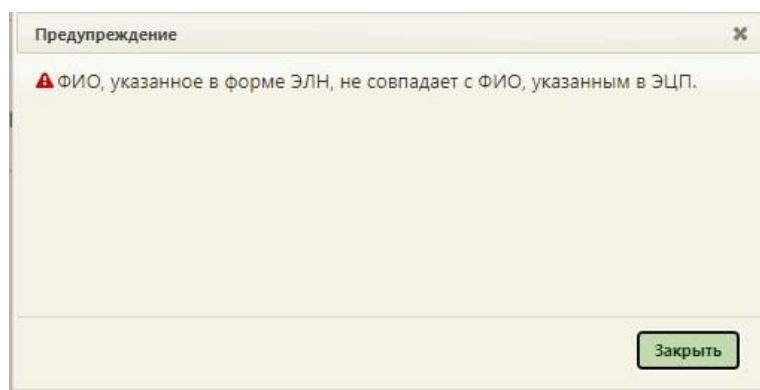 Предупреждение
ФИО, указанное в форме ЭЛН, не совпадает с ФИО, указанным в ЭЦП.
Закрыть